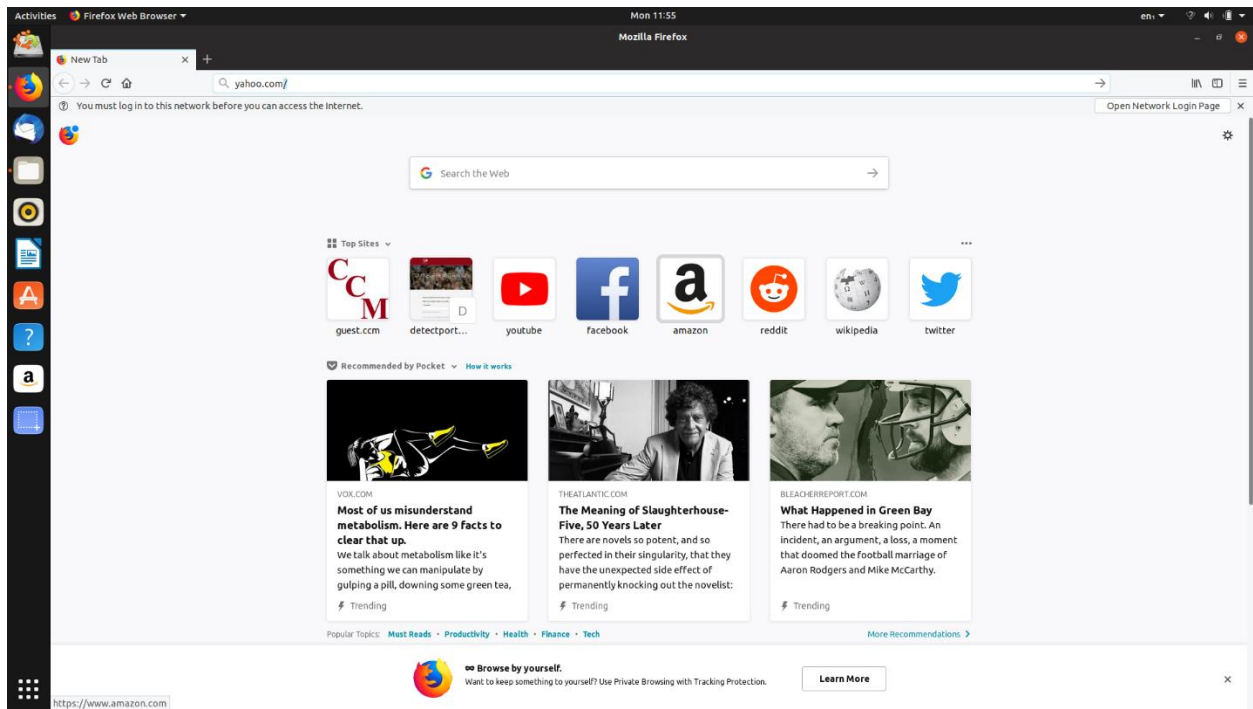 Activities Firefox Web Browser Mon 11:55 en₁
Mozilla Firefox
New Tab
yahoo.com/
You must log in to this network before you can access the Internet. Open Network Login Page
Search the Web
Top Sites
CCM
D
a
guest.ccm detectport... youtube facebook amazon reddit wikipedia twitter
Recommended by Pocket How it works
VOX.COM
Most of us misunderstand
metabolism. Here are 9 facts to
clear that up.
We talk about metabolism like it's
something we can manipulate by
gulping a pill, downing some green tea,
Trending
THEATLANTIC.COM
The Meaning of Slaughterhouse-
Five, 50 Years Later
There are novels so potent, and so
perfected in their singularity, that they
have the unexpected side effect of
permanently knocking out the novelist:
Trending
BLEACHERREPORT.COM
What Happened in Green Bay
There had to be a breaking point. An
incident, an argument, a loss, a moment
that doomed the football marriage of
Aaron Rodgers and Mike McCarthy.
Trending
Popular Topics: Must Reads · Productivity · Health · Finance · Tech More Recommendations
Browse by yourself.
Want to keep something to yourself? Use Private Browsing with Tracking Protection.
Learn More
https://www.amazon.com